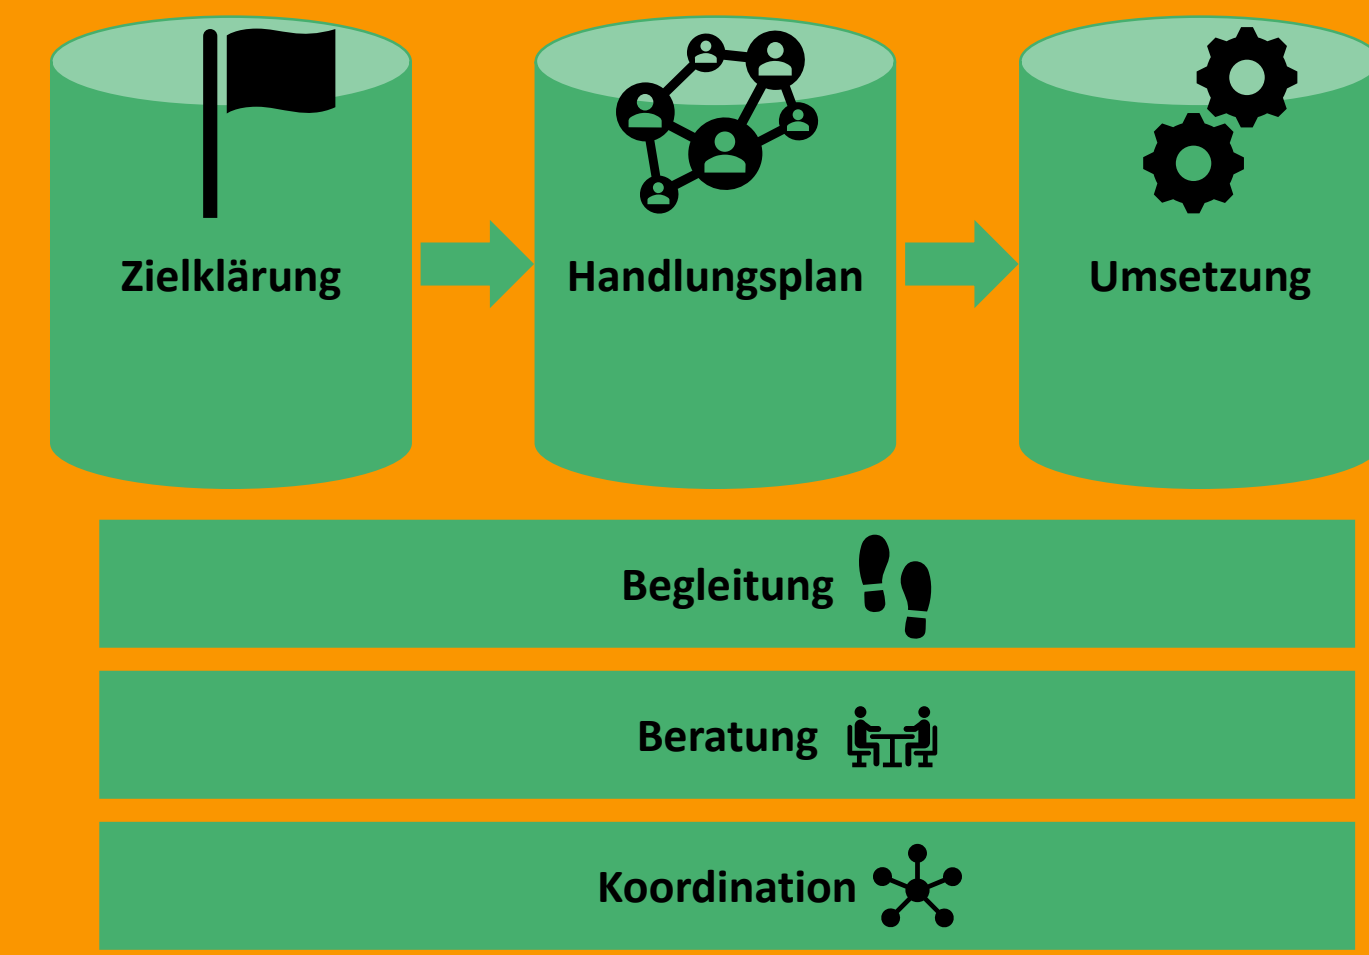 Zielklärung
Handlungsplan
Umsetzung
Begleitung
Beratung
Koordination